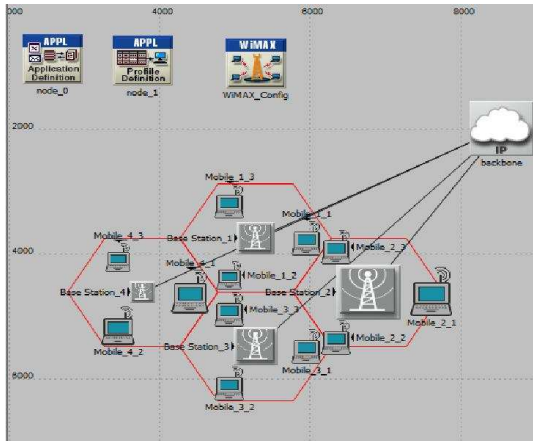 000
4000
6000
8000
APPL
Application
Definition
node_0
APPL
Profile
Definition
node_1
WiMAX
WiMAX_Config
2000
IP
backbone
Mobile_1_3
Mobile_1_1
Mobile_4_3
Base Station_1
Mobile_2_3
4000
Mobile_4_1
Mobile_1_2
Base Station_4
Base Station_2
Mobile_3_3
Mobile_2_1
Mobile_4_2
Base Station_3
Mobile_2_2
Mobile_3_1
6000
Mobile_3_2